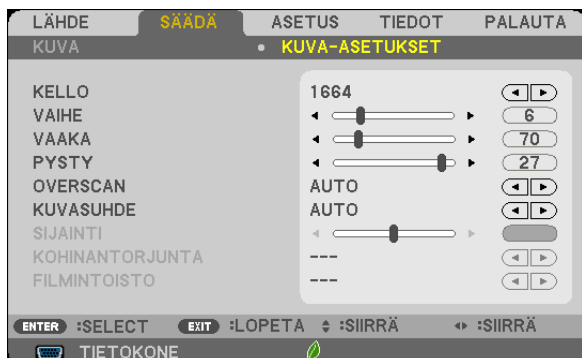 LÄHDE SÄÄDÄ ASETUS TIEDOT PALAUTA
KUVA • KUVA-ASETUKSET
KELLO 1664
VAIHE 6
VAAKA 70
PYSTY 27
OVERSCAN AUTO
KUVASUHDE AUTO
SIJAINTI
KOHINANTORJUNTA ---
FILMINTOISTO ---
ENTER :SELECT EXIT :LOPETA :SIIRRÄ :SIIRRÄ
TIETOKONE